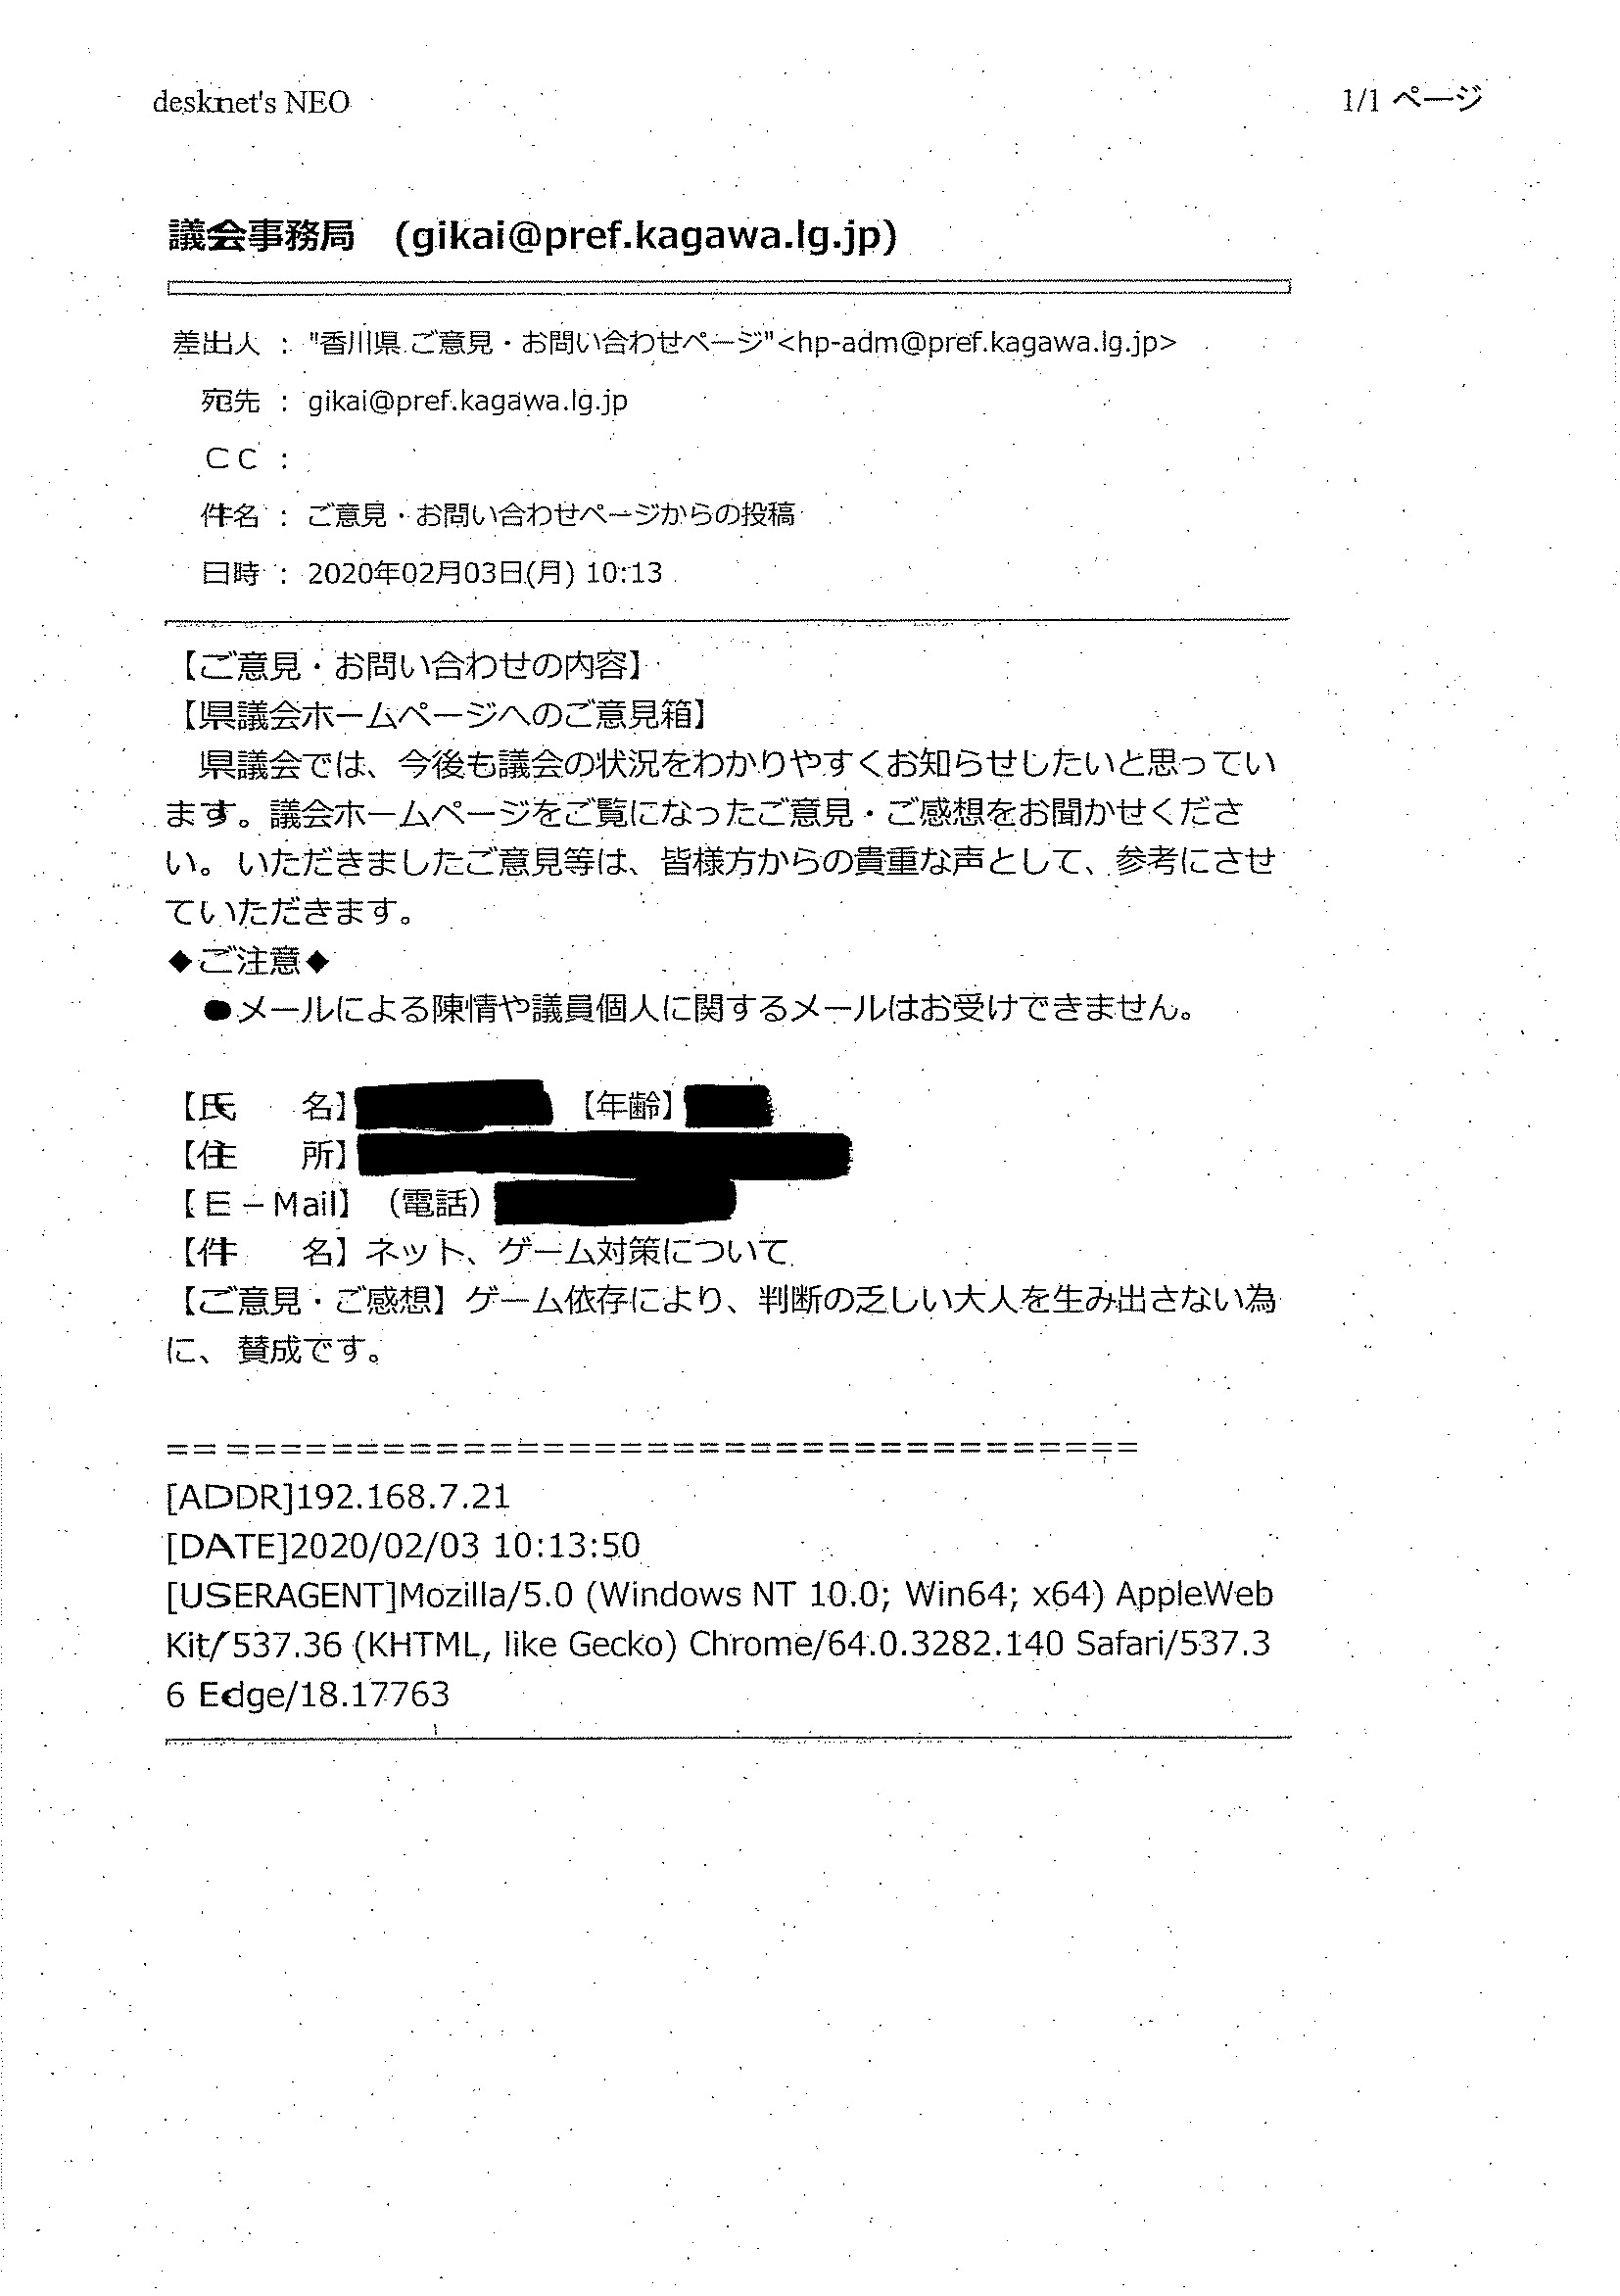 desknet's NEO 1/1 ページ
議会事務局 (gikai@pref.kagawa.lg.jp)
差出人 : "香川県 ご意見・お問い合わせページ"<hp-adm@pref.kagawa.lg.jp>
宛先 : gikai@pref.kagawa.lg.jp
ＣＣ :
件名 : ご意見・お問い合わせページからの投稿
日時 : 2020年02月03日(月) 10:13
【ご意見・お問い合わせの内容】
【県議会ホームページへのご意見箱】
　県議会では、今後も議会の状況をわかりやすくお知らせしたいと思ってい
ます。議会ホームページをご覧になったご意見・ご感想をお聞かせくださ
い。いただきましたご意見等は、皆様方からの貴重な声として、参考にさせ
ていただきます。
◆ご注意◆
　●メールによる陳情や議員個人に関するメールはお受けできません。
【氏　　名】　【年齢】
【住　　所】
【Ｅ－Mail】（電話）
【件　　名】ネット、ゲーム対策について
【ご意見・ご感想】ゲーム依存により、判断の乏しい大人を生み出さない為
に、賛成です。
======================================
[ADDR]192.168.7.21
[DATE]2020/02/03 10:13:50
[USERAGENT]Mozilla/5.0 (Windows NT 10.0; Win64; x64) AppleWeb
Kit/537.36 (KHTML, like Gecko) Chrome/64.0.3282.140 Safari/537.3
6 Edge/18.17763